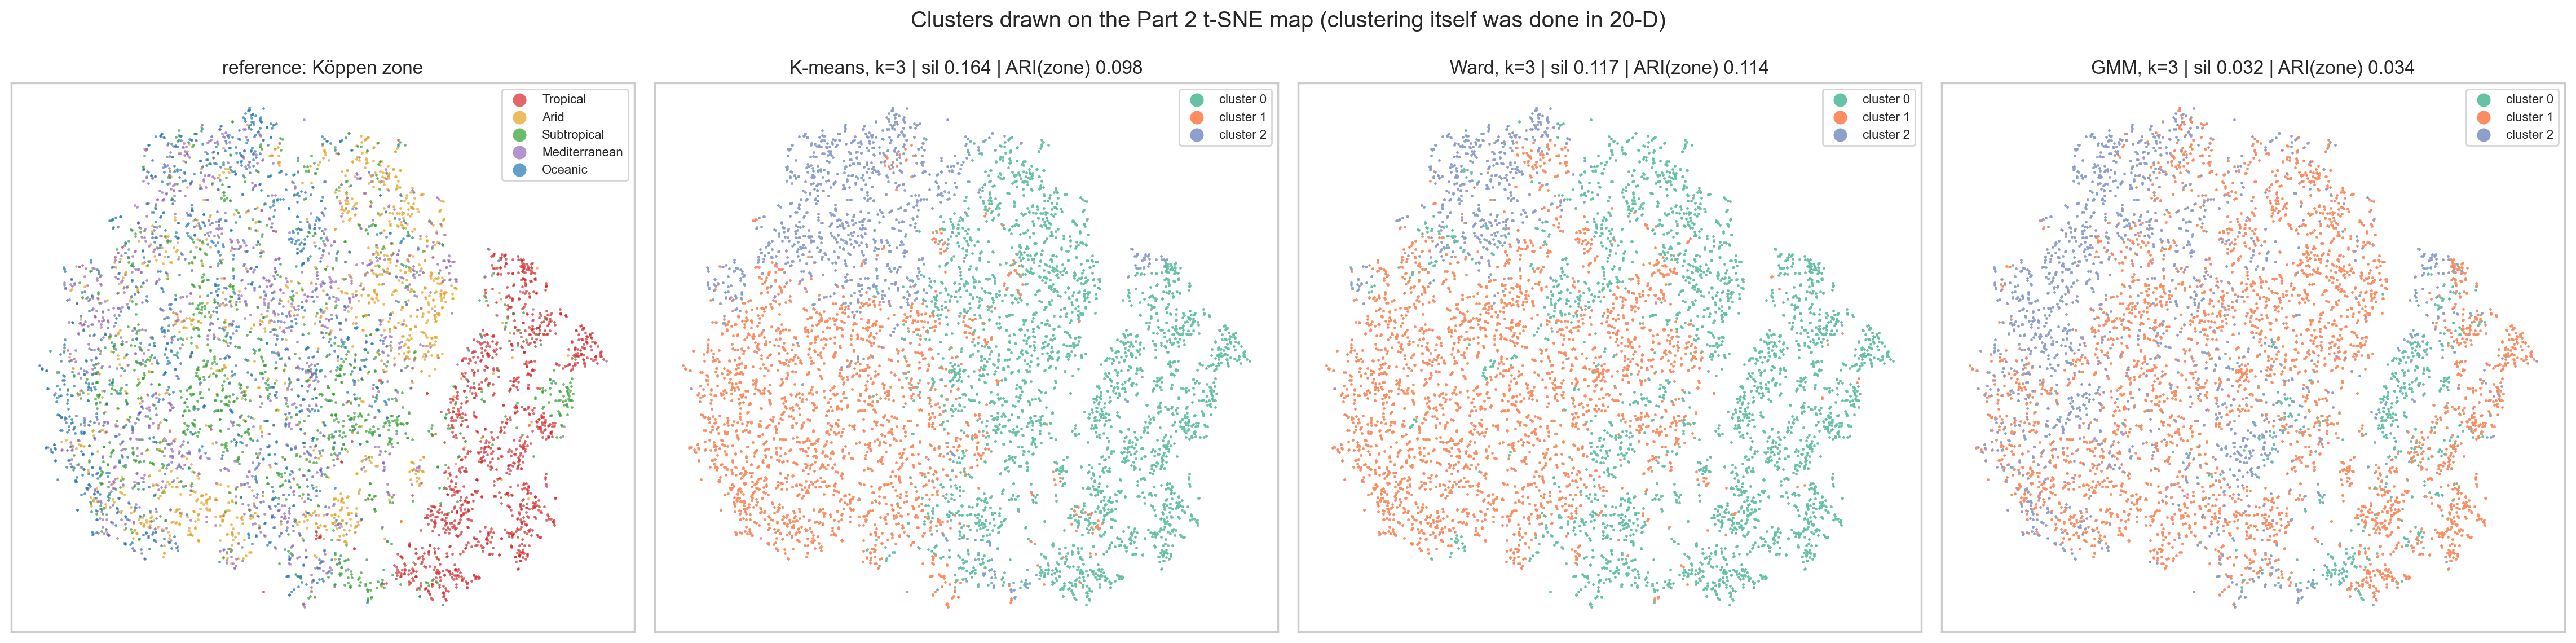 Clusters drawn on the Part 2 t-SNE map (clustering itself was done in 20-D)
reference: Köppen zone
Tropical
Arid
Subtropical
Mediterranean
Oceanic
K-means, k=3 | sil 0.164 | ARI(zone) 0.098
cluster 0
cluster 1
cluster 2
Ward, k=3 | sil 0.117 | ARI(zone) 0.114
cluster 0
cluster 1
cluster 2
GMM, k=3 | sil 0.032 | ARI(zone) 0.034
cluster 0
cluster 1
cluster 2